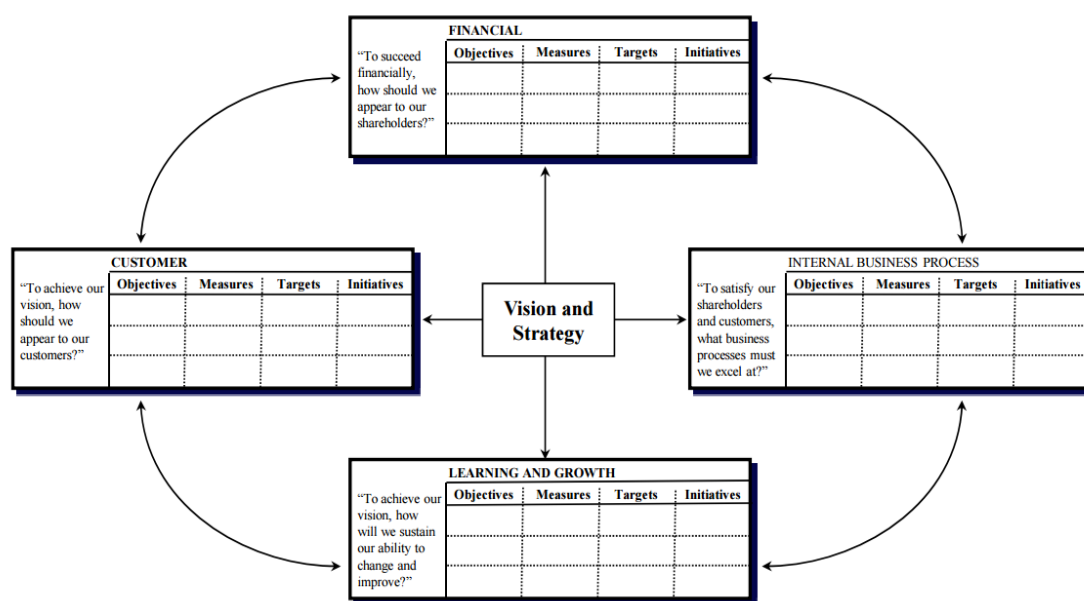 FINANCIAL
Objectives Measures Targets Initiatives
“To succeed
financially,
how should we
appear to our
shareholders?”
CUSTOMER
Objectives Measures Targets Initiatives
“To achieve our
vision, how
should we
appear to our
customers?”
Vision and
Strategy
INTERNAL BUSINESS PROCESS
Objectives Measures Targets Initiatives
“To satisfy our
shareholders
and customers,
what business
processes must
we excel at?”
LEARNING AND GROWTH
Objectives Measures Targets Initiatives
“To achieve our
vision, how
will we sustain
our ability to
change and
improve?”